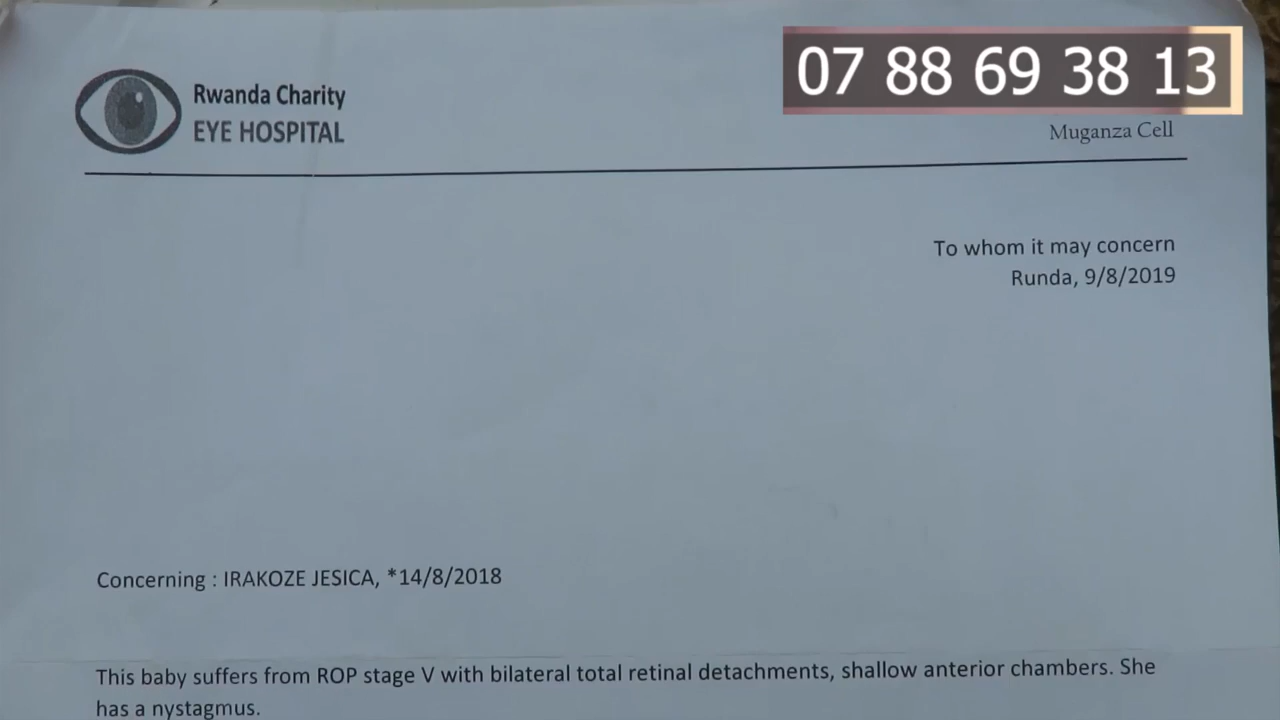 Rwanda Charity
EYE HOSPITAL
07 88 69 38 13
Muganza Cell
To whom it may concern
Runda, 9/8/2019
Concerning : IRAKOZE JESICA, *14/8/2018
This baby suffers from ROP stage V with bilateral total retinal detachments, shallow anterior chambers. She
has a nystagmus.